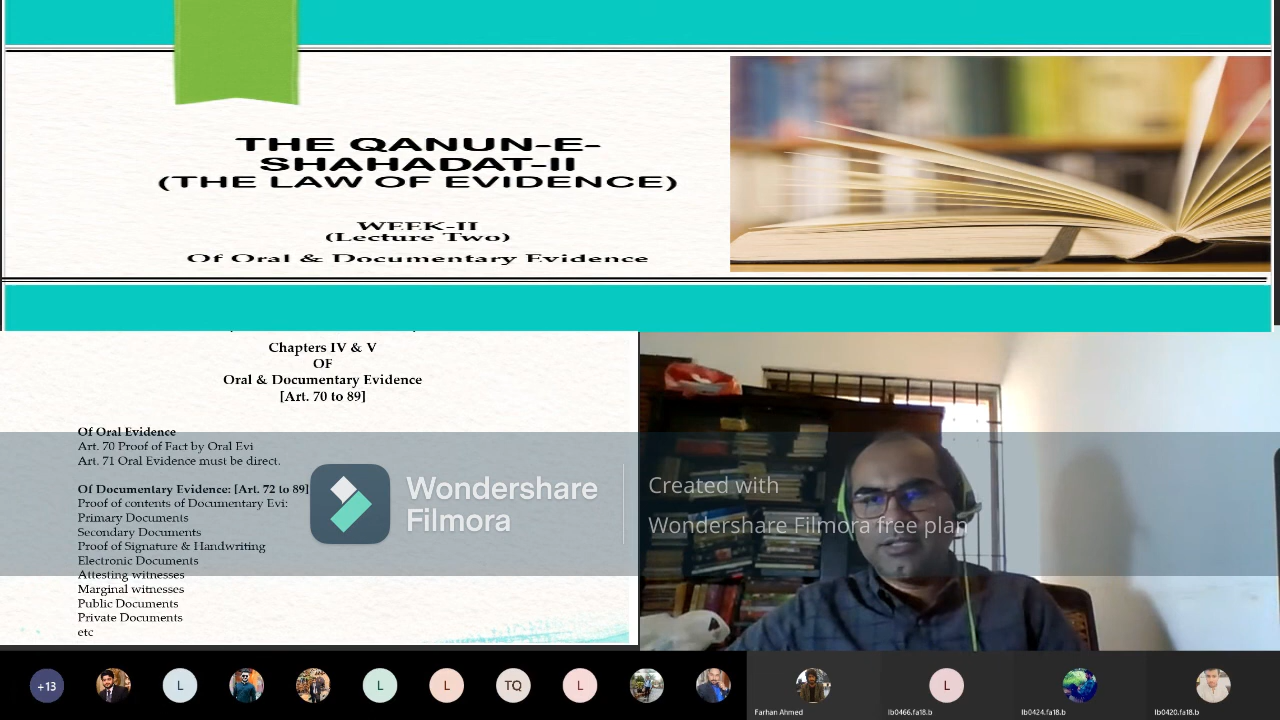 THE QANUN-E-
SHAHADAT-II
(THE LAW OF EVIDENCE)
WEEK-II
(Lecture Two)
Of Oral & Documentary Evidence
Chapters IV & V
OF
Oral & Documentary Evidence
[Art. 70 to 89]
Of Oral Evidence
Art. 70 Proof of Fact by Oral Evi
Art. 71 Oral Evidence must be direct.
Of Documentary Evidence: [Art. 72 to 89]
Proof of contents of Documentary Evi:
Primary Documents
Secondary Documents
Proof of Signature & Handwriting
Electronic Documents
Attesting witnesses
Marginal witnesses
Public Documents
Private Documents
etc
Wondershare
Filmora
Created with
Wondershare Filmora free plan
+13
L
L
L
TQ
L
L
Farhan Ahmed
lb0466.fa18.b
lb0424.fa18.b
lb0420.fa18.b